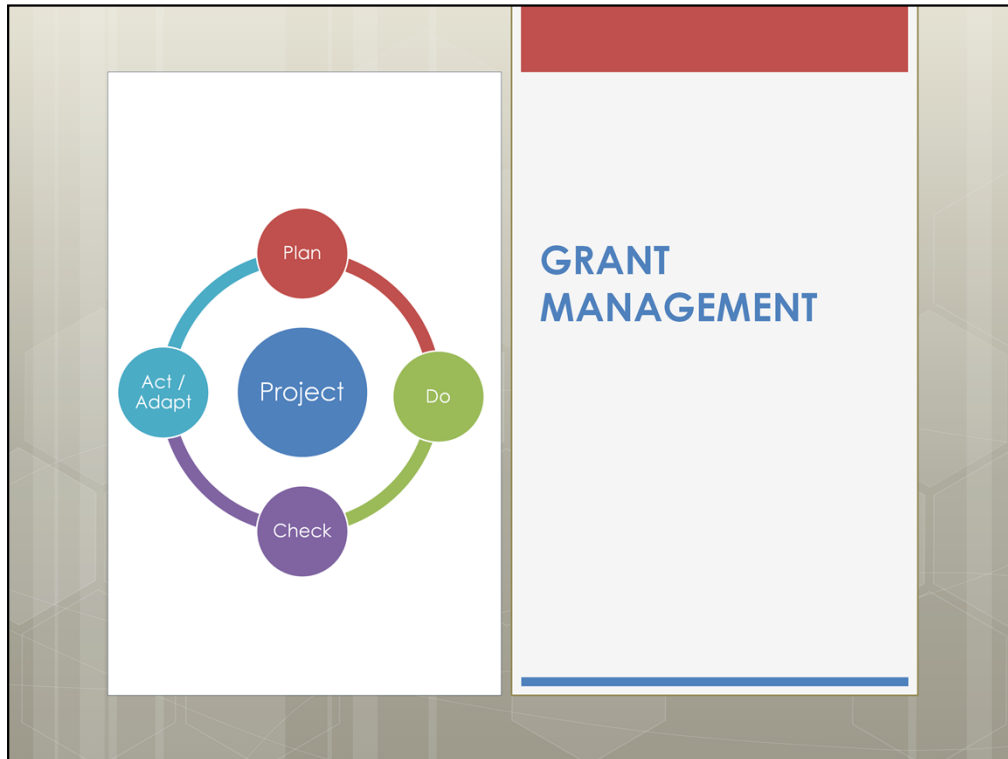 Plan
Act /
Adapt
Project
Do
Check
GRANT
MANAGEMENT